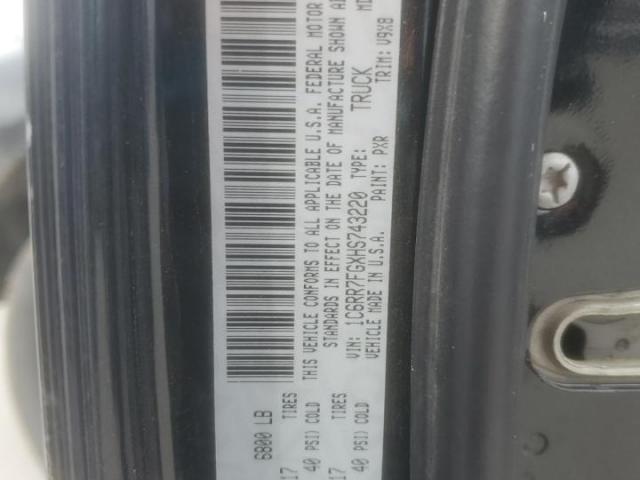 6800 LB
17 TIRES
40 PSI) COLD
THIS VEHICLE CONFORMS TO ALL APPLICABLE U.S.A. FEDERAL MOTOR
STANDARDS IN EFFECT ON THE DATE OF MANUFACTURE SHOWN
17 TIRES
40 PSI) COLD
VIN: 1C6RR7FGXHS743220 TYPE: TRUCK
VEHICLE MADE IN U.S.A. PAINT: PXR TRIM: V9X8